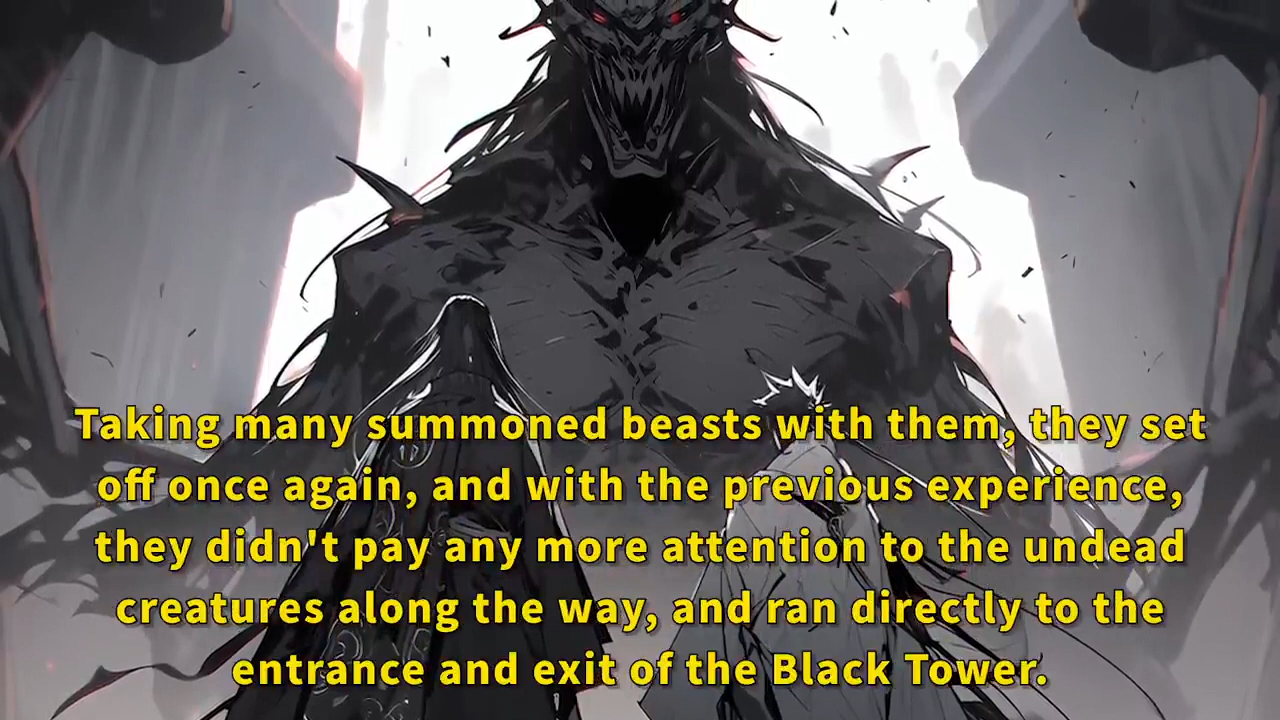 Taking many summoned beasts with them, they set
off once again, and with the previous experience,
they didn't pay any more attention to the undead
creatures along the way, and ran directly to the
entrance and exit of the Black Tower.